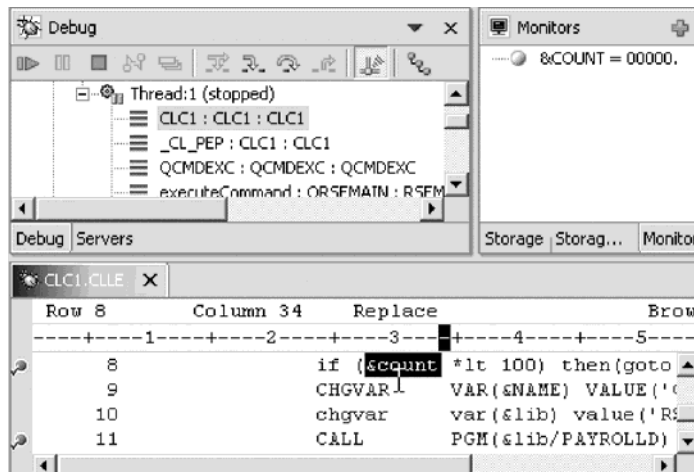 Debug
Monitors
Thread:1 (stopped)
&COUNT = 00000.
CLC1 : CLC1 : CLC1
_CL_PEP : CLC1 : CLC1
QCMDEXC : QCMDEXC : QCMDEXC
executeCommand : QRSEMAIN : RSEM
Debug Servers
Storage Storag... Monito
CLC1.CLLE
Row 8 Column 34 Replace Brow
----+----1----+----2----+----3----+----4----+----5----
8 if (&count *lt 100) then(goto
9 CHGVAR VAR(&NAME) VALUE('
10 chgvar var(&lib) value('RS
11 CALL PGM(&lib/PAYROLLD)